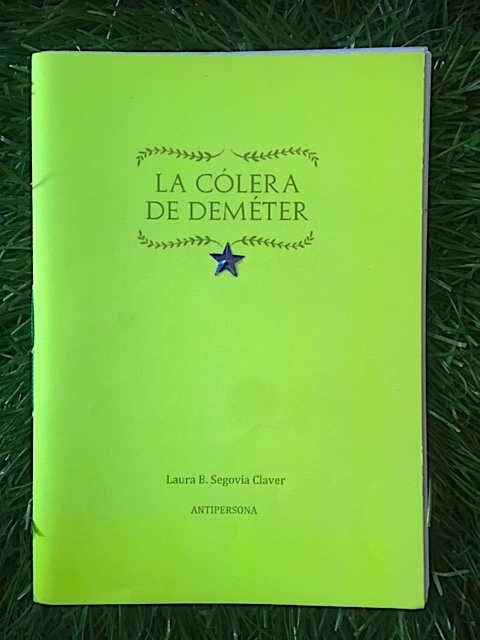 LA CÓLERA
DE DEMÉTER
Laura B. Segovia Claver
ANTIPERSONA